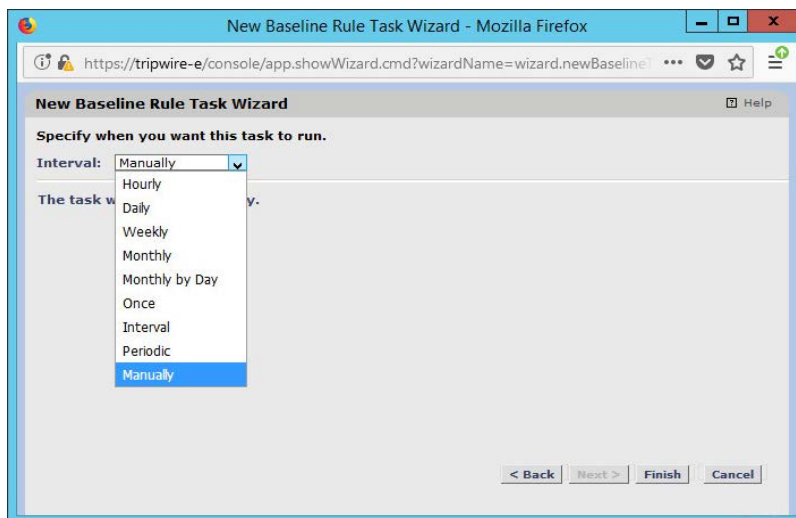 New Baseline Rule Task Wizard - Mozilla Firefox
https://tripwire-e/console/app.showWizard.cmd?wizardName=wizard.newBaseline
New Baseline Rule Task Wizard
Help
Specify when you want this task to run.
Interval: Manually
Hourly
The task w y.
Daily
Weekly
Monthly
Monthly by Day
Once
Interval
Periodic
Manually
< Back Next > Finish Cancel